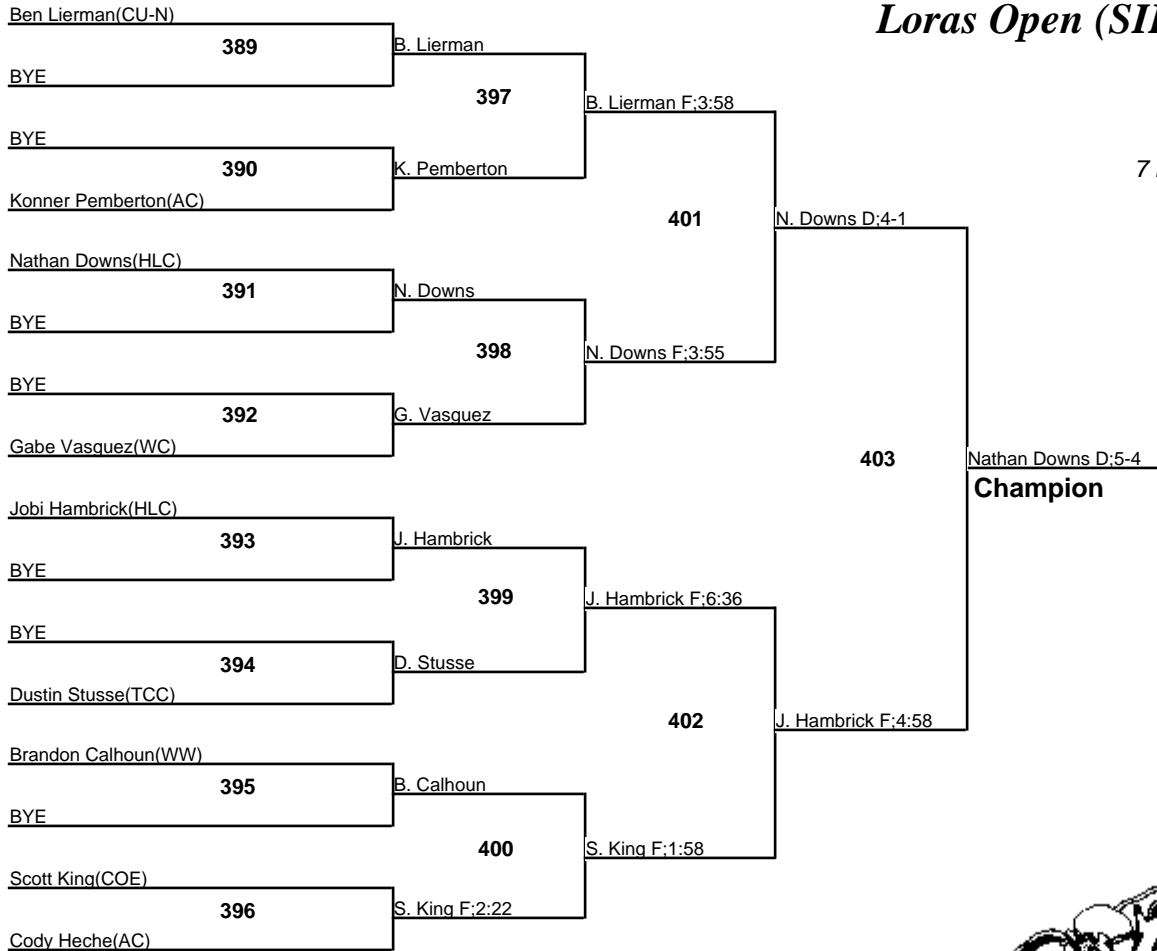 Loras Open (SIL
7
Ben Lierman(CU-N)
389
BYE
B. Lierman
397
BYE
390
Konner Pemberton(AC)
K. Pemberton
B. Lierman F;3:58
401
Nathan Downs(HLC)
391
BYE
N. Downs
398
BYE
392
Gabe Vasguez(WC)
G. Vasguez
N. Downs F;3:55
N. Downs D;4-1
403
Jobi Hambrick(HLC)
393
BYE
J. Hambrick
399
BYE
394
Dustin Stusse(TCC)
D. Stusse
J. Hambrick F;6:36
402
Brandon Calhoun(WW)
395
BYE
B. Calhoun
400
Scott King(COE)
396
Cody Heche(AC)
S. King F;2:22
S. King F;1:58
J. Hambrick F;4:58
Nathan Downs D;5-4
Champion